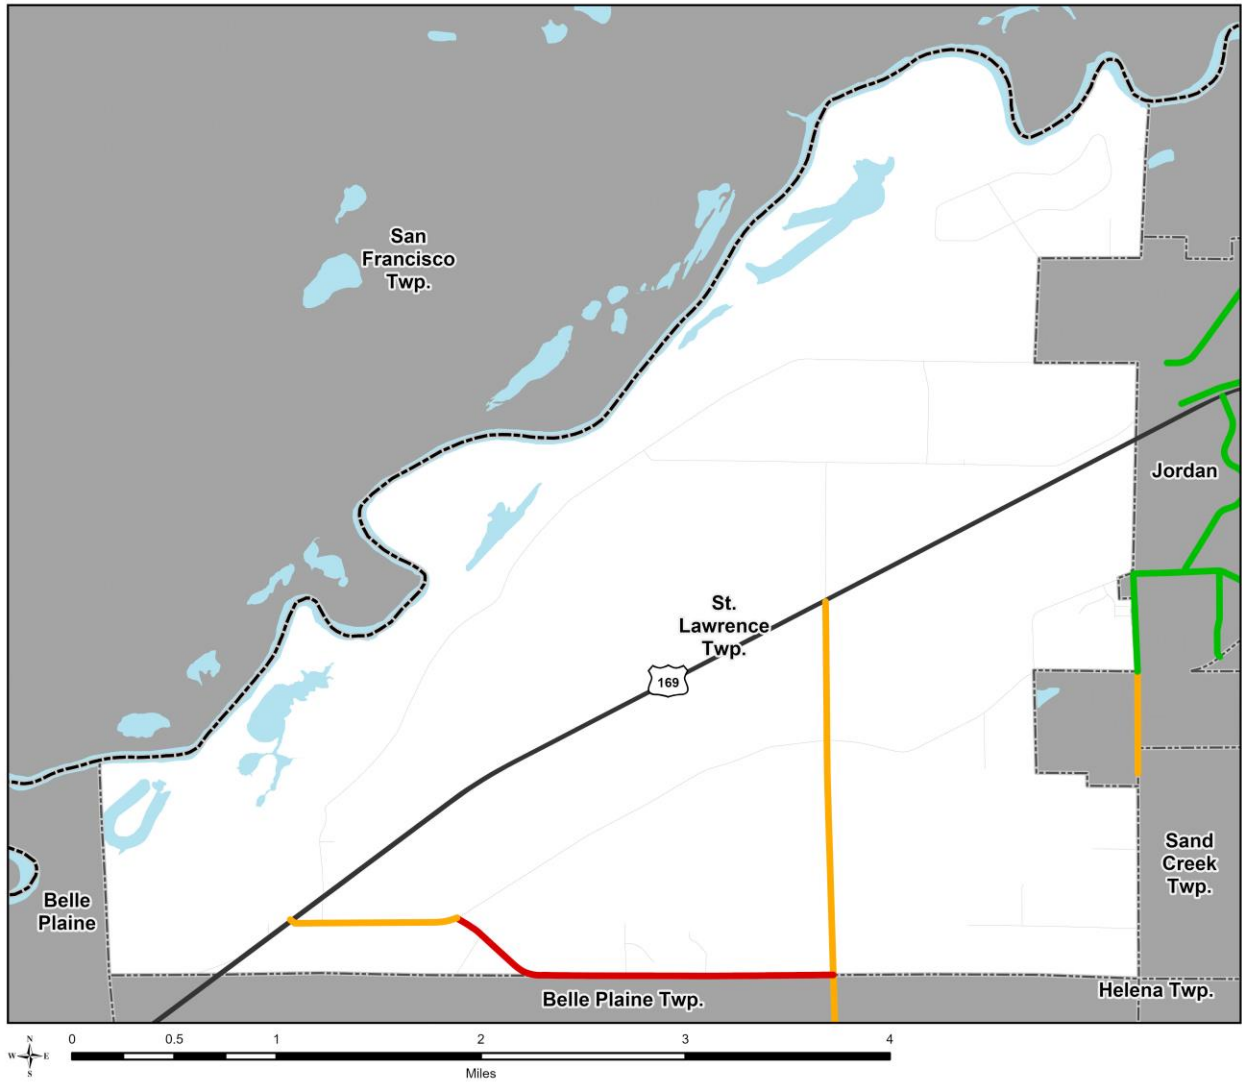 San
Francisco
Twp.
Jordan
St.
Lawrence
Twp.
169
Sand
Creek
Twp.
Belle
Plaine
Belle Plaine Twp.
Helena Twp.
N
W E
S
0 0.5 1 2 3 4
Miles